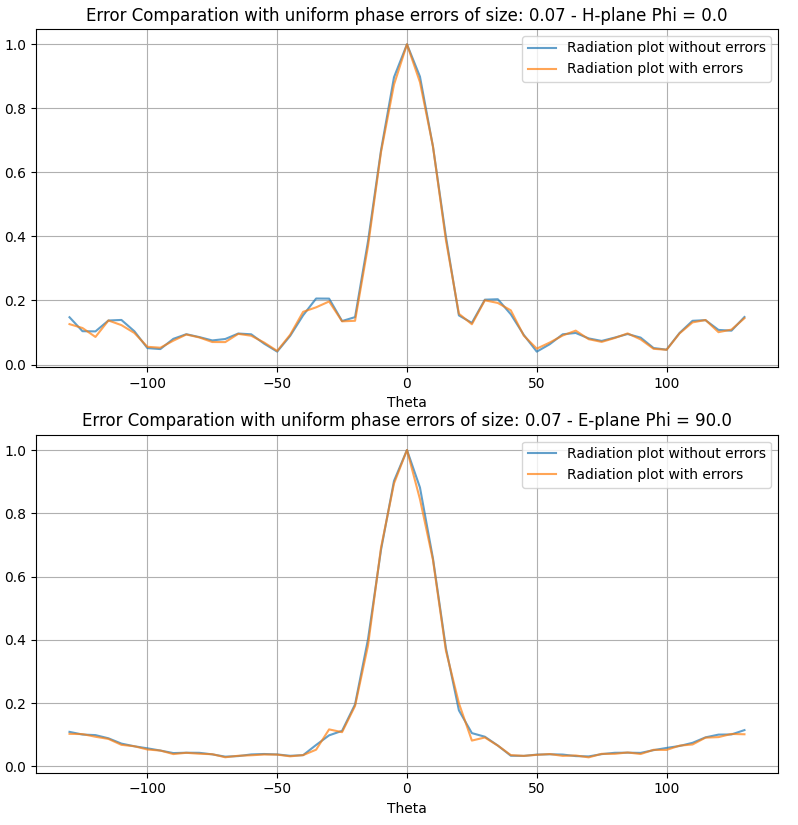 Error Comparation with uniform phase errors of size: 0.07 - H-plane Phi = 0.0
Radiation plot without errors
Radiation plot with errors
1.0
0.8
0.6
0.4
0.2
0.0
−100
−50
0
50
100
Theta
Error Comparation with uniform phase errors of size: 0.07 - E-plane Phi = 90.0
Radiation plot without errors
Radiation plot with errors
1.0
0.8
0.6
0.4
0.2
0.0
−100
−50
0
50
100
Theta